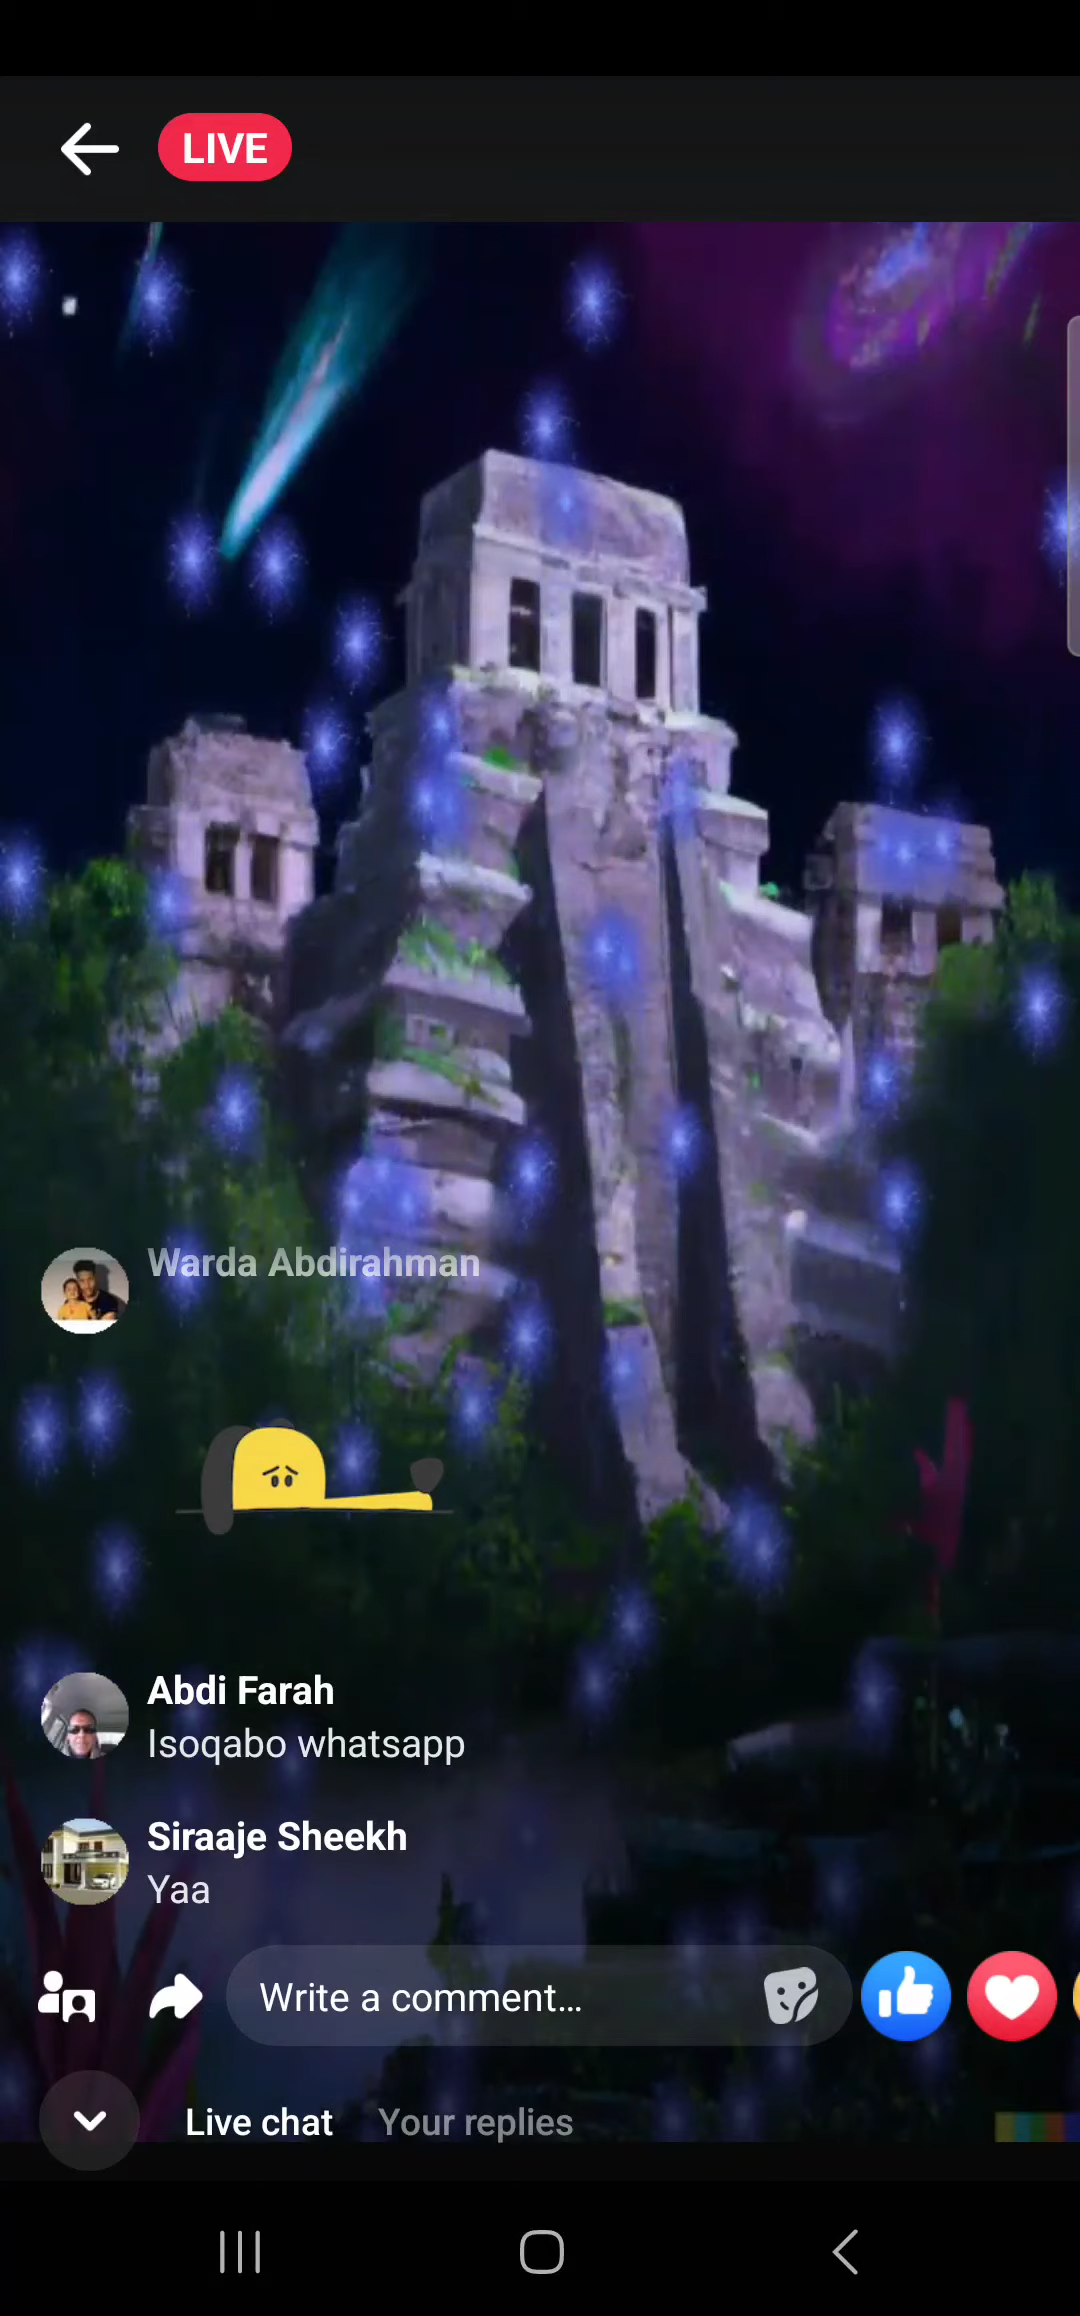 LIVE
Warda Abdirahman
Abdi Farah
Isoqabo whatsapp
Siraaje Sheekh
Yaa
Write a comment...
Live chat Your replies